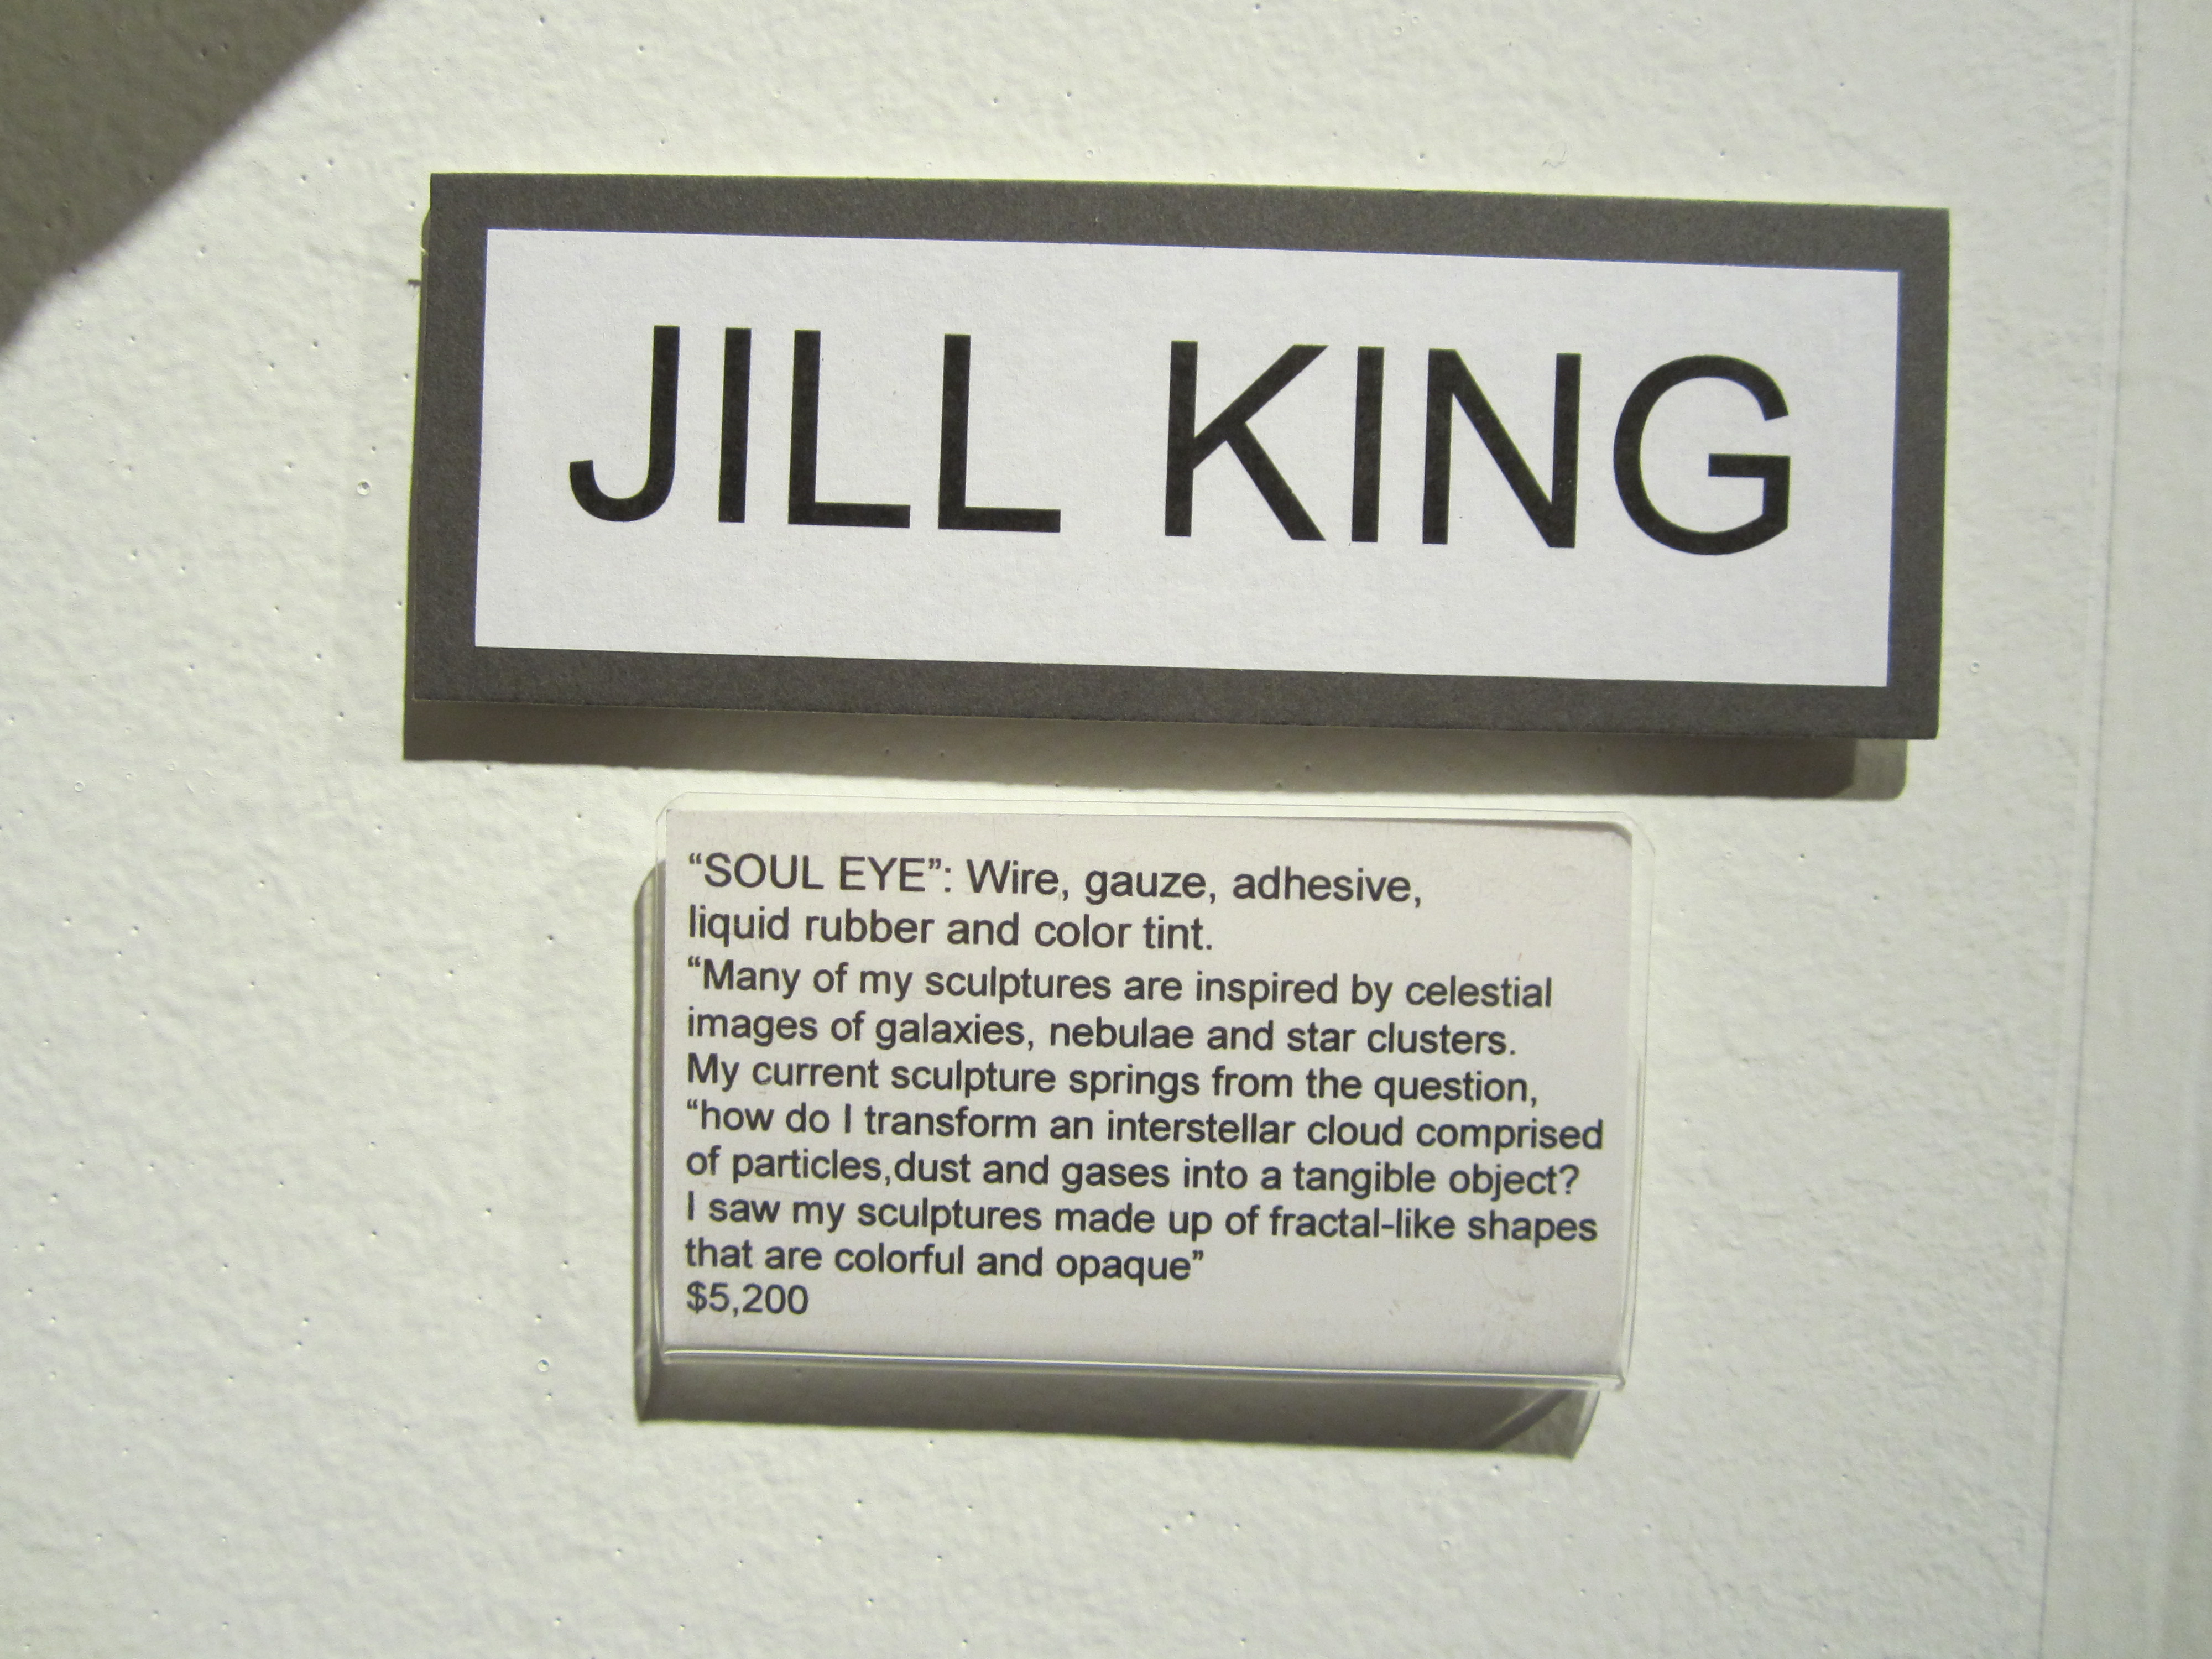 JILL KING
“SOUL EYE”: Wire, gauze, adhesive,
liquid rubber and color tint.
“Many of my sculptures are inspired by celestial
images of galaxies, nebulae and star clusters.
My current sculpture springs from the question,
“how do I transform an interstellar cloud comprised
of particles,dust and gases into a tangible object?
I saw my sculptures made up of fractal-like shapes
that are colorful and opaque”
$5,200